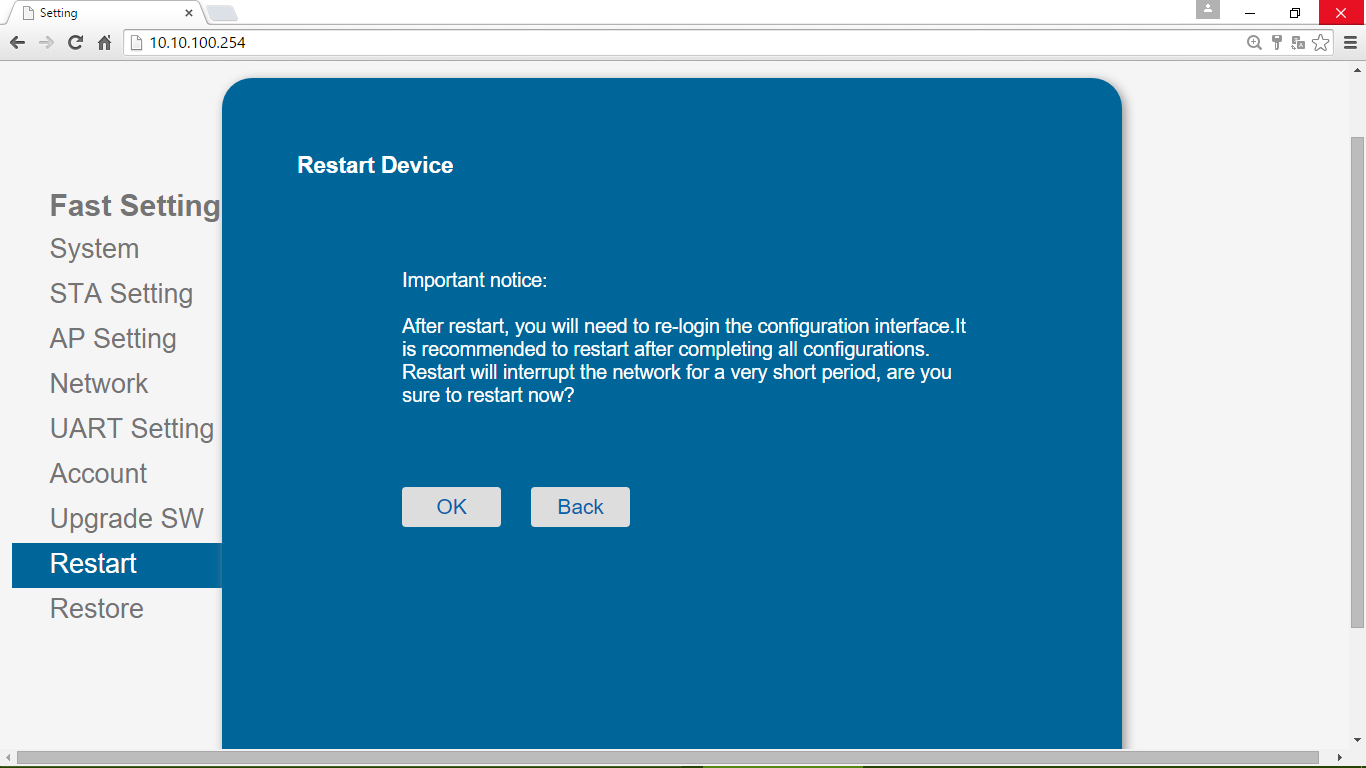 Setting
10.10.100.254
Restart Device
Fast Setting
System
STA Setting
AP Setting
Network
UART Setting
Account
Upgrade SW
Restart
Restore
Important notice:
After restart, you will need to re-login the configuration interface.It
is recommended to restart after completing all configurations.
Restart will interrupt the network for a very short period, are you
sure to restart now?
OK
Back